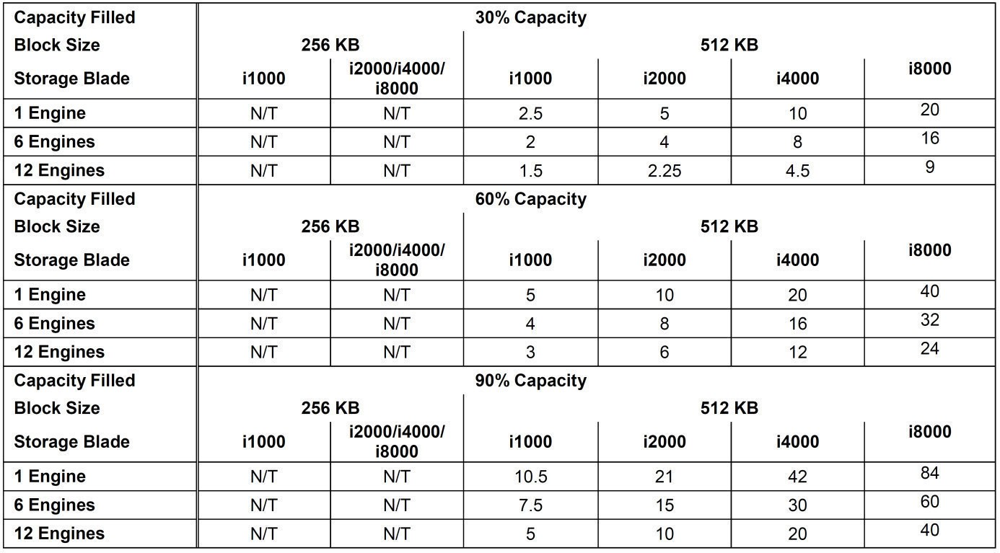 Capacity Filled 30% Capacity
Block Size 256 KB 512 KB
Storage Blade i1000 i2000/i4000/ i8000 i1000 i2000 i4000 i8000
1 Engine N/T N/T 2.5 5 10 20
6 Engines N/T N/T 2 4 8 16
12 Engines N/T N/T 1.5 2.25 4.5 9
Capacity Filled 60% Capacity
Block Size 256 KB 512 KB
Storage Blade i1000 i2000/i4000/ i8000 i1000 i2000 i4000 i8000
1 Engine N/T N/T 5 10 20 40
6 Engines N/T N/T 4 8 16 32
12 Engines N/T N/T 3 6 12 24
Capacity Filled 90% Capacity
Block Size 256 KB 512 KB
Storage Blade i1000 i2000/i4000/ i8000 i1000 i2000 i4000 i8000
1 Engine N/T N/T 10.5 21 42 84
6 Engines N/T N/T 7.5 15 30 60
12 Engines N/T N/T 5 10 20 40